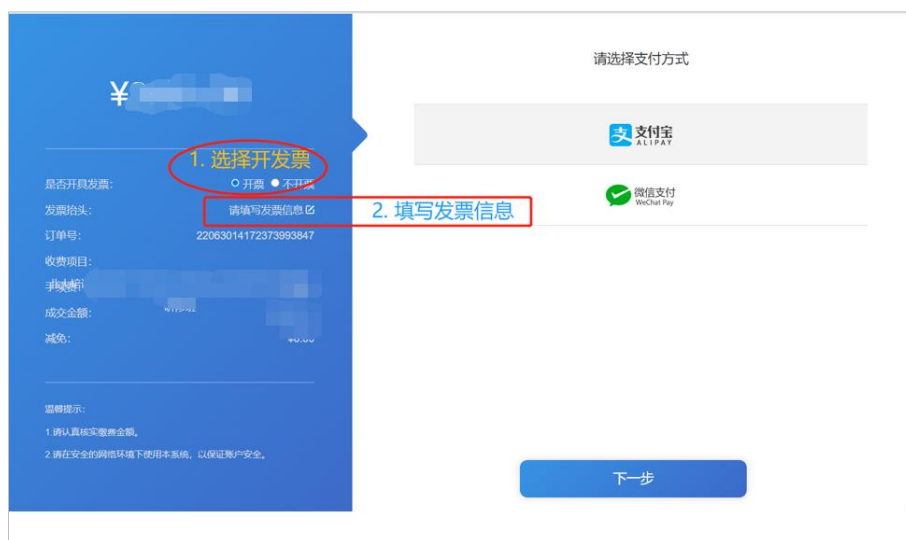 请选择支付方式
¥
支付宝
ALIPAY
1. 选择开发票
是否开具发票: 开票 不开票
微信支付
WeChat Pay
发票抬头: 请填写发票信息
2. 填写发票信息
订单号: 22063014172373993847
收费项目:
手续费:
成交金额:
减免: ¥0.00
温馨提示:
1.请认真核实缴费金额。
2.请在安全的网络环境下使用本系统，以保证账户安全。
下一步